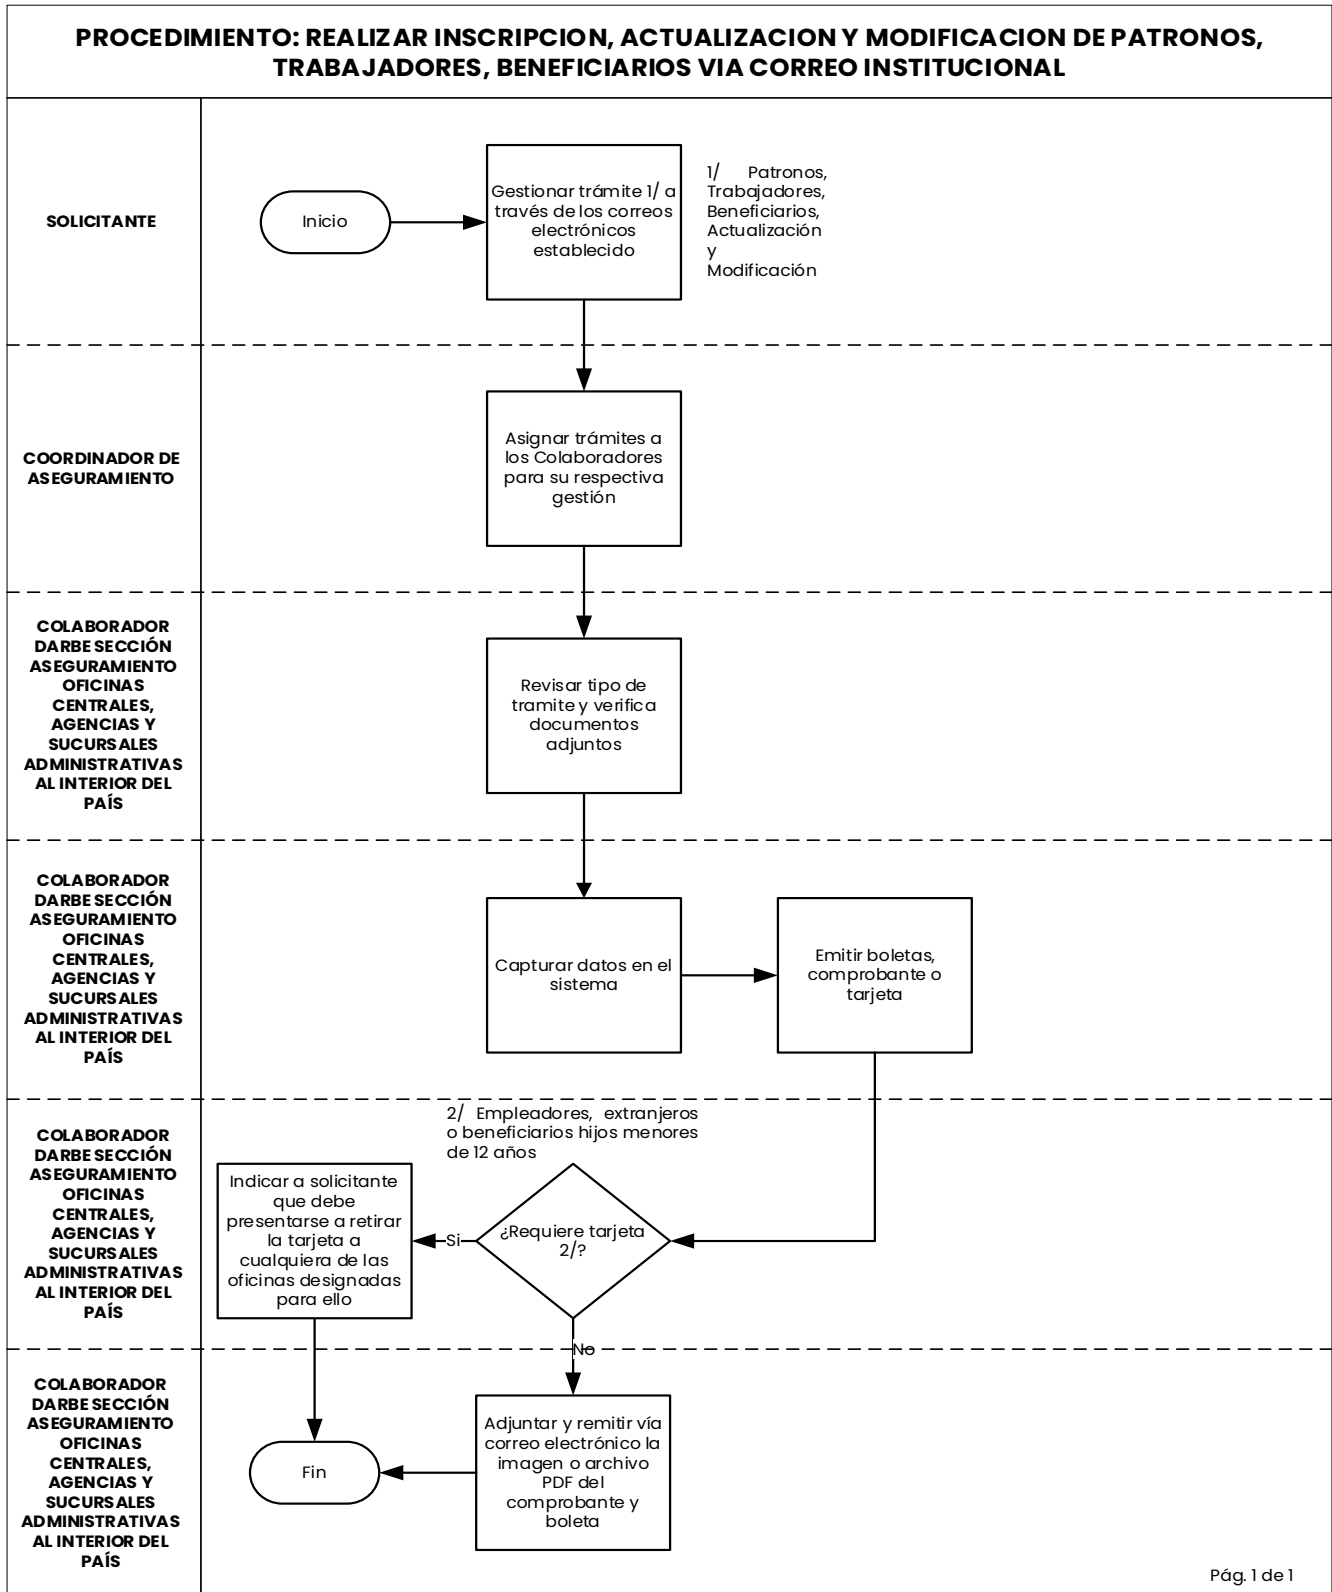 PROCEDIMIENTO: REALIZAR INSCRIPCION, ACTUALIZACION Y MODIFICACION DE PATRONOS,
TRABAJADORES, BENEFICIARIOS VIA CORREO INSTITUCIONAL
SOLICITANTE
Inicio
Gestionar trámite 1/ a
través de los correos
electrónicos
establecido
1/ Patronos,
Trabajadores,
Beneficiarios,
Actualización
y
Modificación
COORDINADOR DE
ASEGURAMIENTO
Asignar trámites a
los Colaboradores
para su respectiva
gestión
COLABORADOR
DARBE SECCIÓN
ASEGURAMIENTO
OFICINAS
CENTRALES,
AGENCIAS Y
SUCURSALES
ADMINISTRATIVAS
AL INTERIOR DEL
PAÍS
Revisar tipo de
tramite y verifica
documentos
adjuntos
COLABORADOR
DARBE SECCIÓN
ASEGURAMIENTO
OFICINAS
CENTRALES,
AGENCIAS Y
SUCURSALES
ADMINISTRATIVAS
AL INTERIOR DEL
PAÍS
Capturar datos en el
sistema
Emitir boletas,
comprobante o
tarjeta
COLABORADOR
DARBE SECCIÓN
ASEGURAMIENTO
OFICINAS
CENTRALES,
AGENCIAS Y
SUCURSALES
ADMINISTRATIVAS
AL INTERIOR DEL
PAÍS
2/ Empleadores, extranjeros
o beneficiarios hijos menores
de 12 años
Indicar a solicitante
que debe
presentarse a retirar
la tarjeta a
cualquiera de las
oficinas designadas
para ello
Si
¿Requiere tarjeta
2/?
No
COLABORADOR
DARBE SECCIÓN
ASEGURAMIENTO
OFICINAS
CENTRALES,
AGENCIAS Y
SUCURSALES
ADMINISTRATIVAS
AL INTERIOR DEL
PAÍS
Fin
Adjuntar y remitir vía
correo electrónico la
imagen o archivo
PDF del
comprobante y
boleta
Pág. 1 de 1